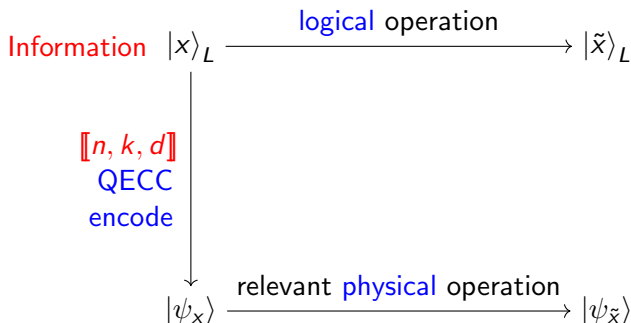 logical operation
Information |x⟩_L |x̃⟩_L
⟦n, k, d⟧
QECC
encode
relevant physical operation
|ψ_x⟩ |ψ_x̃⟩